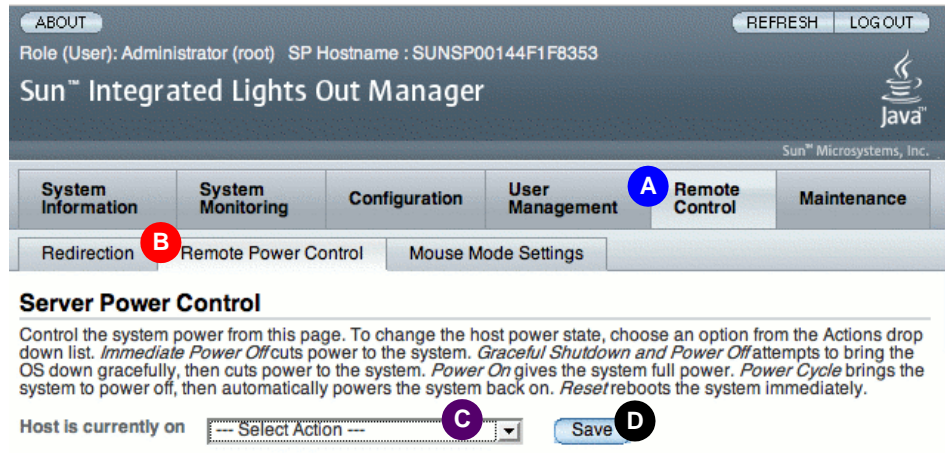 ABOUT
REFRESH LOG OUT
Role (User): Administrator (root) SP Hostname : SUNSP00144F1F8353
Sun™ Integrated Lights Out Manager
Java™
Sun™ Microsystems, Inc.
System Information
System Monitoring
Configuration
User Management
A
Remote Control
Maintenance
Redirection
B
Remote Power Control
Mouse Mode Settings
Server Power Control
Control the system power from this page. To change the host power state, choose an option from the Actions drop
down list. Immediate Power Off cuts power to the system. Graceful Shutdown and Power Off attempts to bring the
OS down gracefully, then cuts power to the system. Power On gives the system full power. Power Cycle brings the
system to power off, then automatically powers the system back on. Reset reboots the system immediately.
Host is currently on --- Select Action --- C Save D